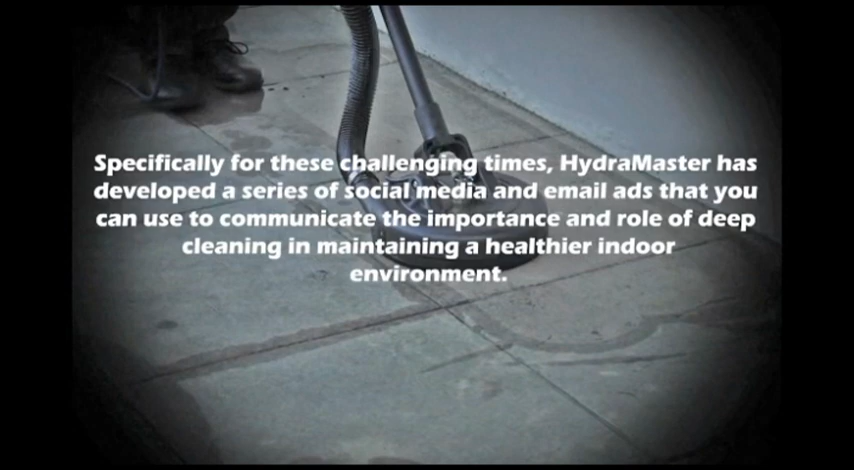 Specifically for these challenging times, HydraMaster has
developed a series of social media and email ads that you
can use to communicate the importance and role of deep
cleaning in maintaining a healthier indoor
environment.